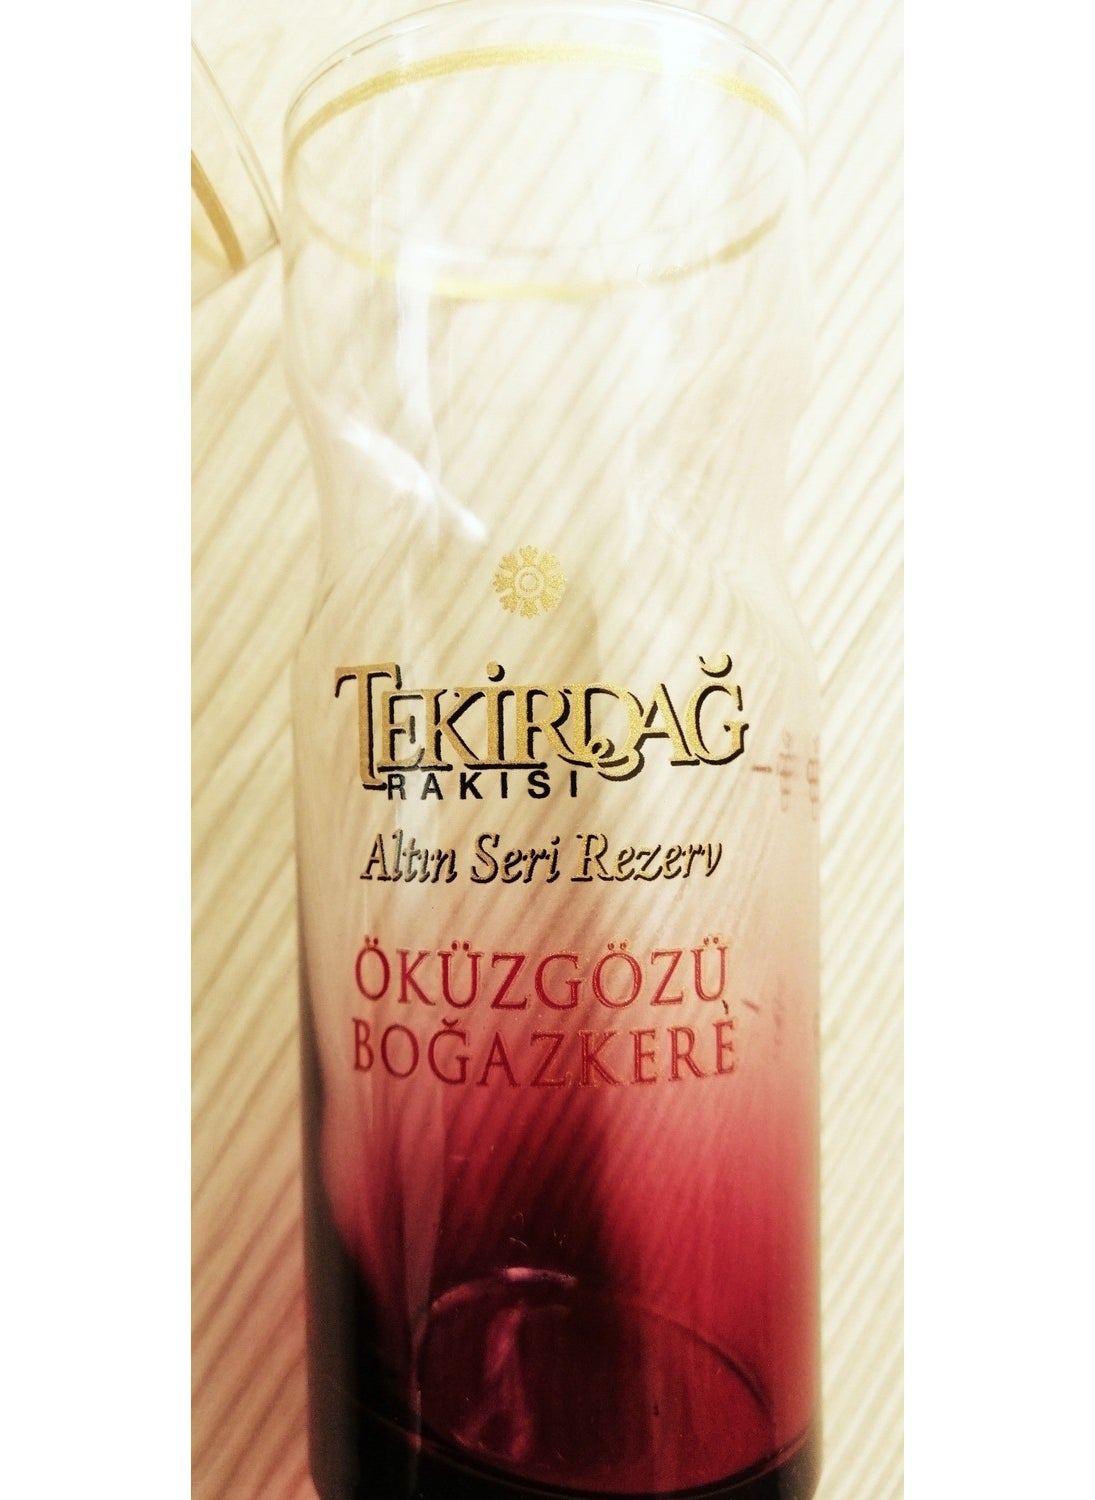 TEKİRDAĞ
RAKISI
Altın Seri Rezerv
ÖKÜZGÖZÜ
BOĞAZKERE